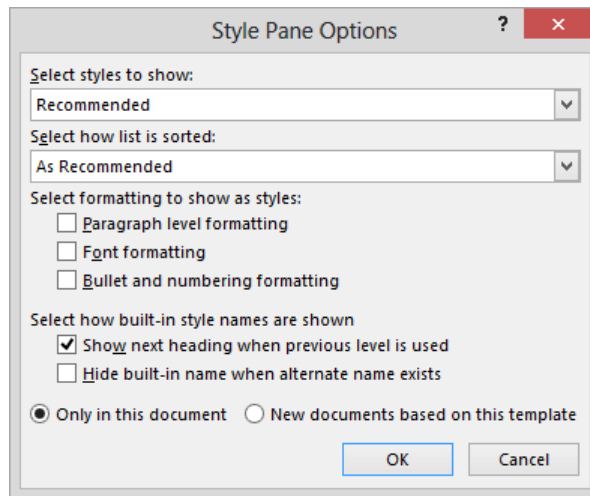 Style Pane Options ?
Select styles to show:
Recommended
Select how list is sorted:
As Recommended
Select formatting to show as styles:
Paragraph level formatting
Font formatting
Bullet and numbering formatting
Select how built-in style names are shown
Show next heading when previous level is used
Hide built-in name when alternate name exists
Only in this document New documents based on this template
OK Cancel